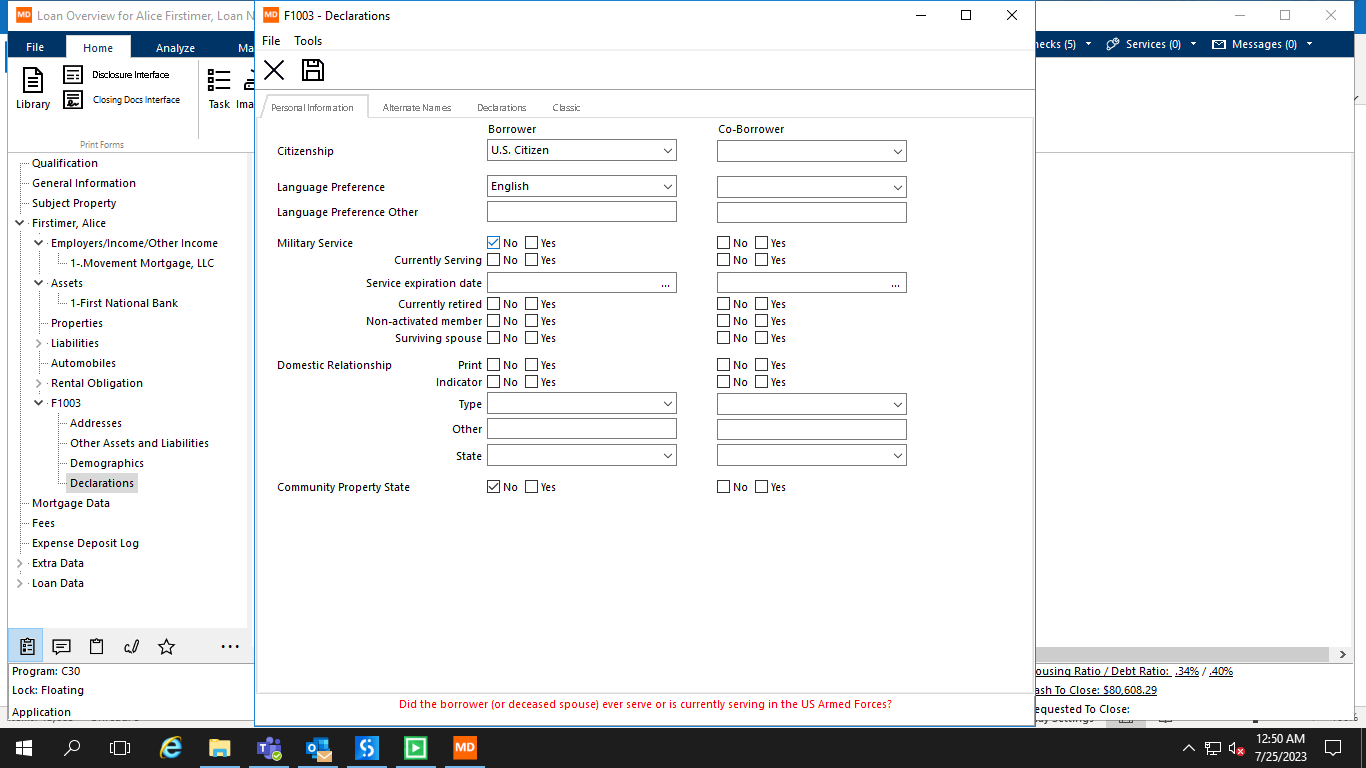 MD Loan Overview for Alice Firstimer, Loan N
MD F1003 - Declarations
File Home Analyze Ma
hecks (5) Services (0) Messages (0)
File Tools
Library
Disclosure Interface
Closing Docs Interface
Task Ima
Print Forms
Personal Information Alternate Names Declarations Classic
Borrower Co-Borrower
Citizenship U.S. Citizen
Language Preference English
Language Preference Other
Military Service No Yes No Yes
Currently Serving No Yes No Yes
Service expiration date ... ...
Currently retired No Yes No Yes
Non-activated member No Yes No Yes
Surviving spouse No Yes No Yes
Domestic Relationship Print No Yes No Yes
Indicator No Yes No Yes
Type
Other
State
Community Property State No Yes No Yes
Qualification
General Information
Subject Property
Firstimer, Alice
Employers/Income/Other Income
1-.Movement Mortgage, LLC
Assets
1-First National Bank
Properties
Liabilities
Automobiles
Rental Obligation
F1003
Addresses
Other Assets and Liabilities
Demographics
Declarations
Mortgage Data
Fees
Expense Deposit Log
Extra Data
Loan Data
Program: C30
Lock: Floating
Application
ousing Ratio / Debt Ratio: .34% / .40%
ash To Close: $80,608.29
equested To Close:
Did the borrower (or deceased spouse) ever serve or is currently serving in the US Armed Forces?
MD
12:50 AM
7/25/2023